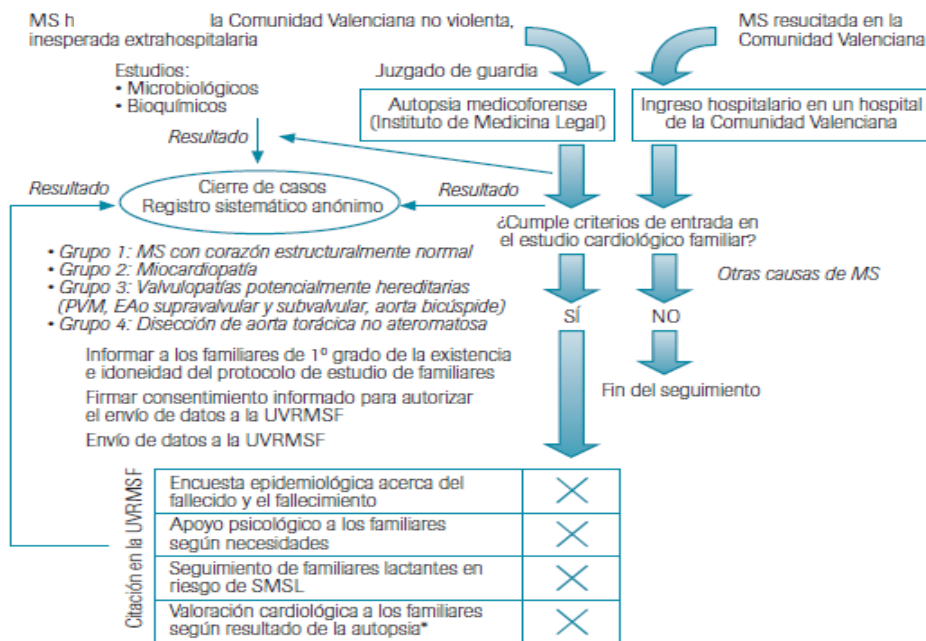 MS h la Comunidad Valenciana no violenta,
inesperada extrahospitalaria
MS resucitada en la
Comunidad Valenciana
Estudios:
• Microbiológicos
• Bioquímicos
Juzgado de guardia
Autopsia medicoforense
(Instituto de Medicina Legal)
Ingreso hospitalario en un hospital
de la Comunidad Valenciana
Resultado
Resultado
Cierre de casos
Registro sistemático anónimo
Resultado
¿Cumple criterios de entrada en
el estudio cardiológico familiar?
• Grupo 1: MS con corazón estructuralmente normal
• Grupo 2: Miocardiopatía
• Grupo 3: Valvulopatías potencialmente hereditarias
(PVM, EAo supravalvular y subvalvular, aorta bicúspide)
• Grupo 4: Disección de aorta torácica no ateromatosa
Otras causas de MS
SÍ
NO
Informar a los familiares de 1º grado de la existencia
e idoneidad del protocolo de estudio de familiares
Fin del seguimiento
Firmar consentimiento informado para autorizar
el envío de datos a la UVRMSF
Envío de datos a la UVRMSF
Citación en la UVRMSF
Encuesta epidemiológica acerca del
fallecido y el fallecimiento
Apoyo psicológico a los familiares
según necesidades
Seguimiento de familiares lactantes en
riesgo de SMSL
Valoración cardiológica a los familiares
según resultado de la autopsia*